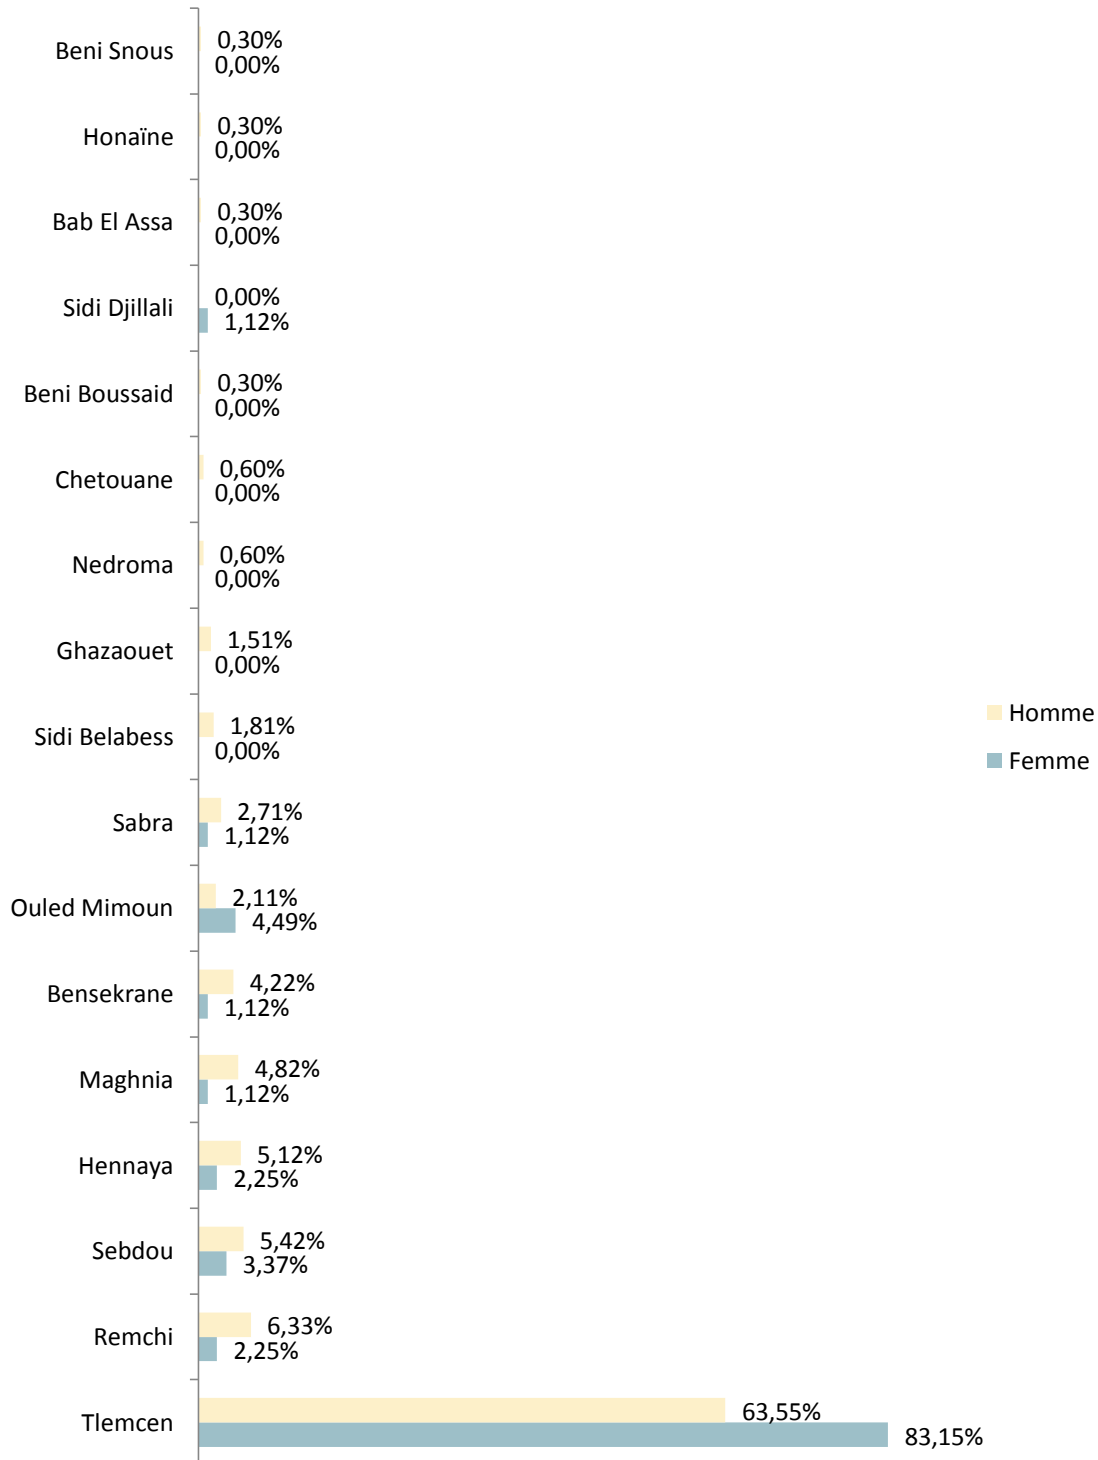 Beni Snous
0,30%
0,00%
Honaïne
0,30%
0,00%
Bab El Assa
0,30%
0,00%
Sidi Djillali
0,00%
1,12%
Beni Boussaid
0,30%
0,00%
Chetouane
0,60%
0,00%
Nedroma
0,60%
0,00%
Ghazaouet
1,51%
0,00%
Sidi Belabess
1,81%
0,00%
Sabra
2,71%
1,12%
Ouled Mimoun
2,11%
4,49%
Bensekrane
4,22%
1,12%
Maghnia
4,82%
1,12%
Hennaya
5,12%
2,25%
Sebdou
5,42%
3,37%
Remchi
6,33%
2,25%
Tlemcen
63,55%
83,15%
Homme
Femme